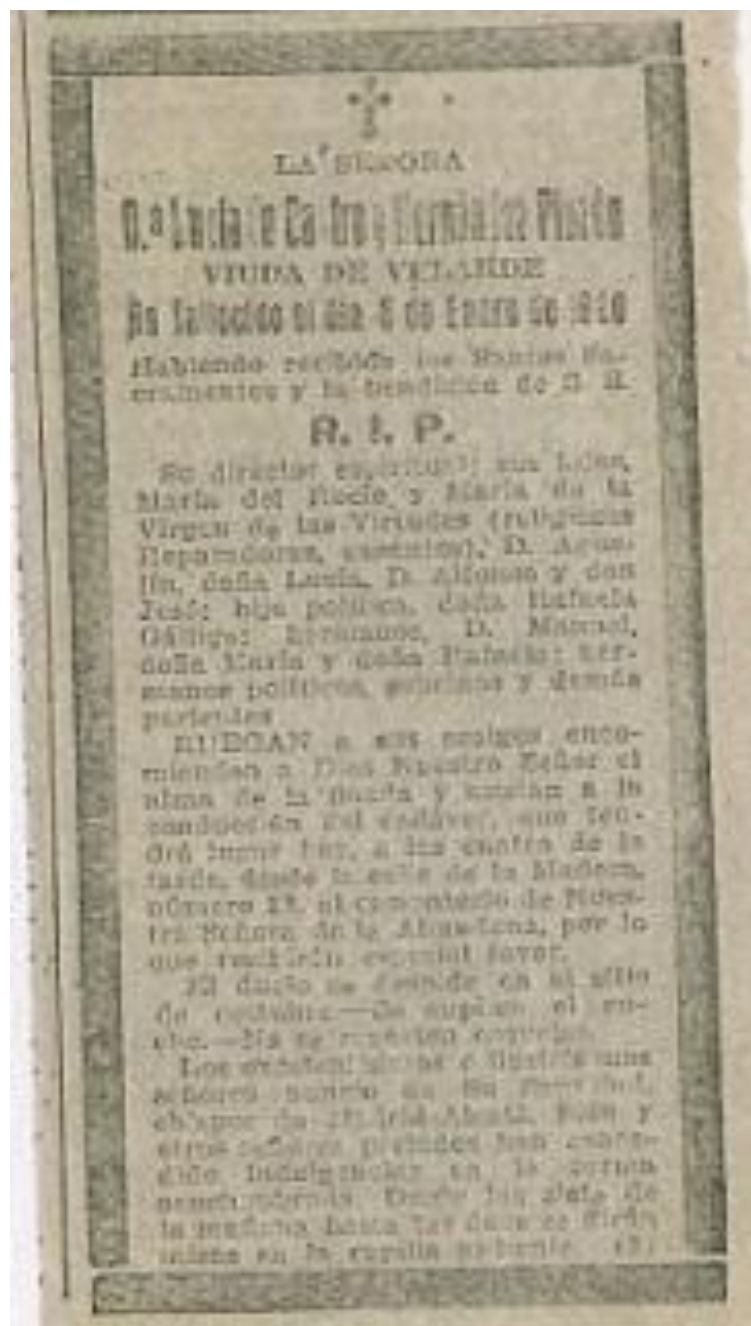 LA SEÑORA
D.ª Lucía de Castro y Hernández
VIUDA DE VELARDE
Ha fallecido el día de Enero de
Habiendo recibido los Santos Sa-
cramentos y la bendición de S. S.
R. I. P.
Su director espiritual; sus hijos,
María del Rocío y María de la
Virgen de las Virtudes (religiosas
Reparadoras, D. Agus-
tín, doña Lucía, D. Alfonso y don
José; hija política, doña Rafaela
hermanos, D. Manuel,
doña María y doña Rafaela; her-
manos políticos, sobrinos y demás
parientes
RUEGAN a sus amigos enco-
mienden a Dios Nuestro Señor el
alma de la finada y asistan a la
conducción del cadáver, que ten-
drá lugar hoy, a las cuatro de la
tarde, desde la calle de la Madera,
número al cementerio de Nues-
tra Señora de la Almudena, por lo
que recibirán especial favor.
El duelo se despide en el sitio
de costumbre.—Se suplica el co-
che.—No se reparten esquelas.
Los excelentísimos e ilustrísimos
señores nuncio de Su Santidad,
obispos de Madrid-Alcalá, y
otros señores prelados han conce-
dido indulgencias en la forma
acostumbrada. Desde las siete de
la mañana hasta las doce se dirán
misas en la capilla ardiente.